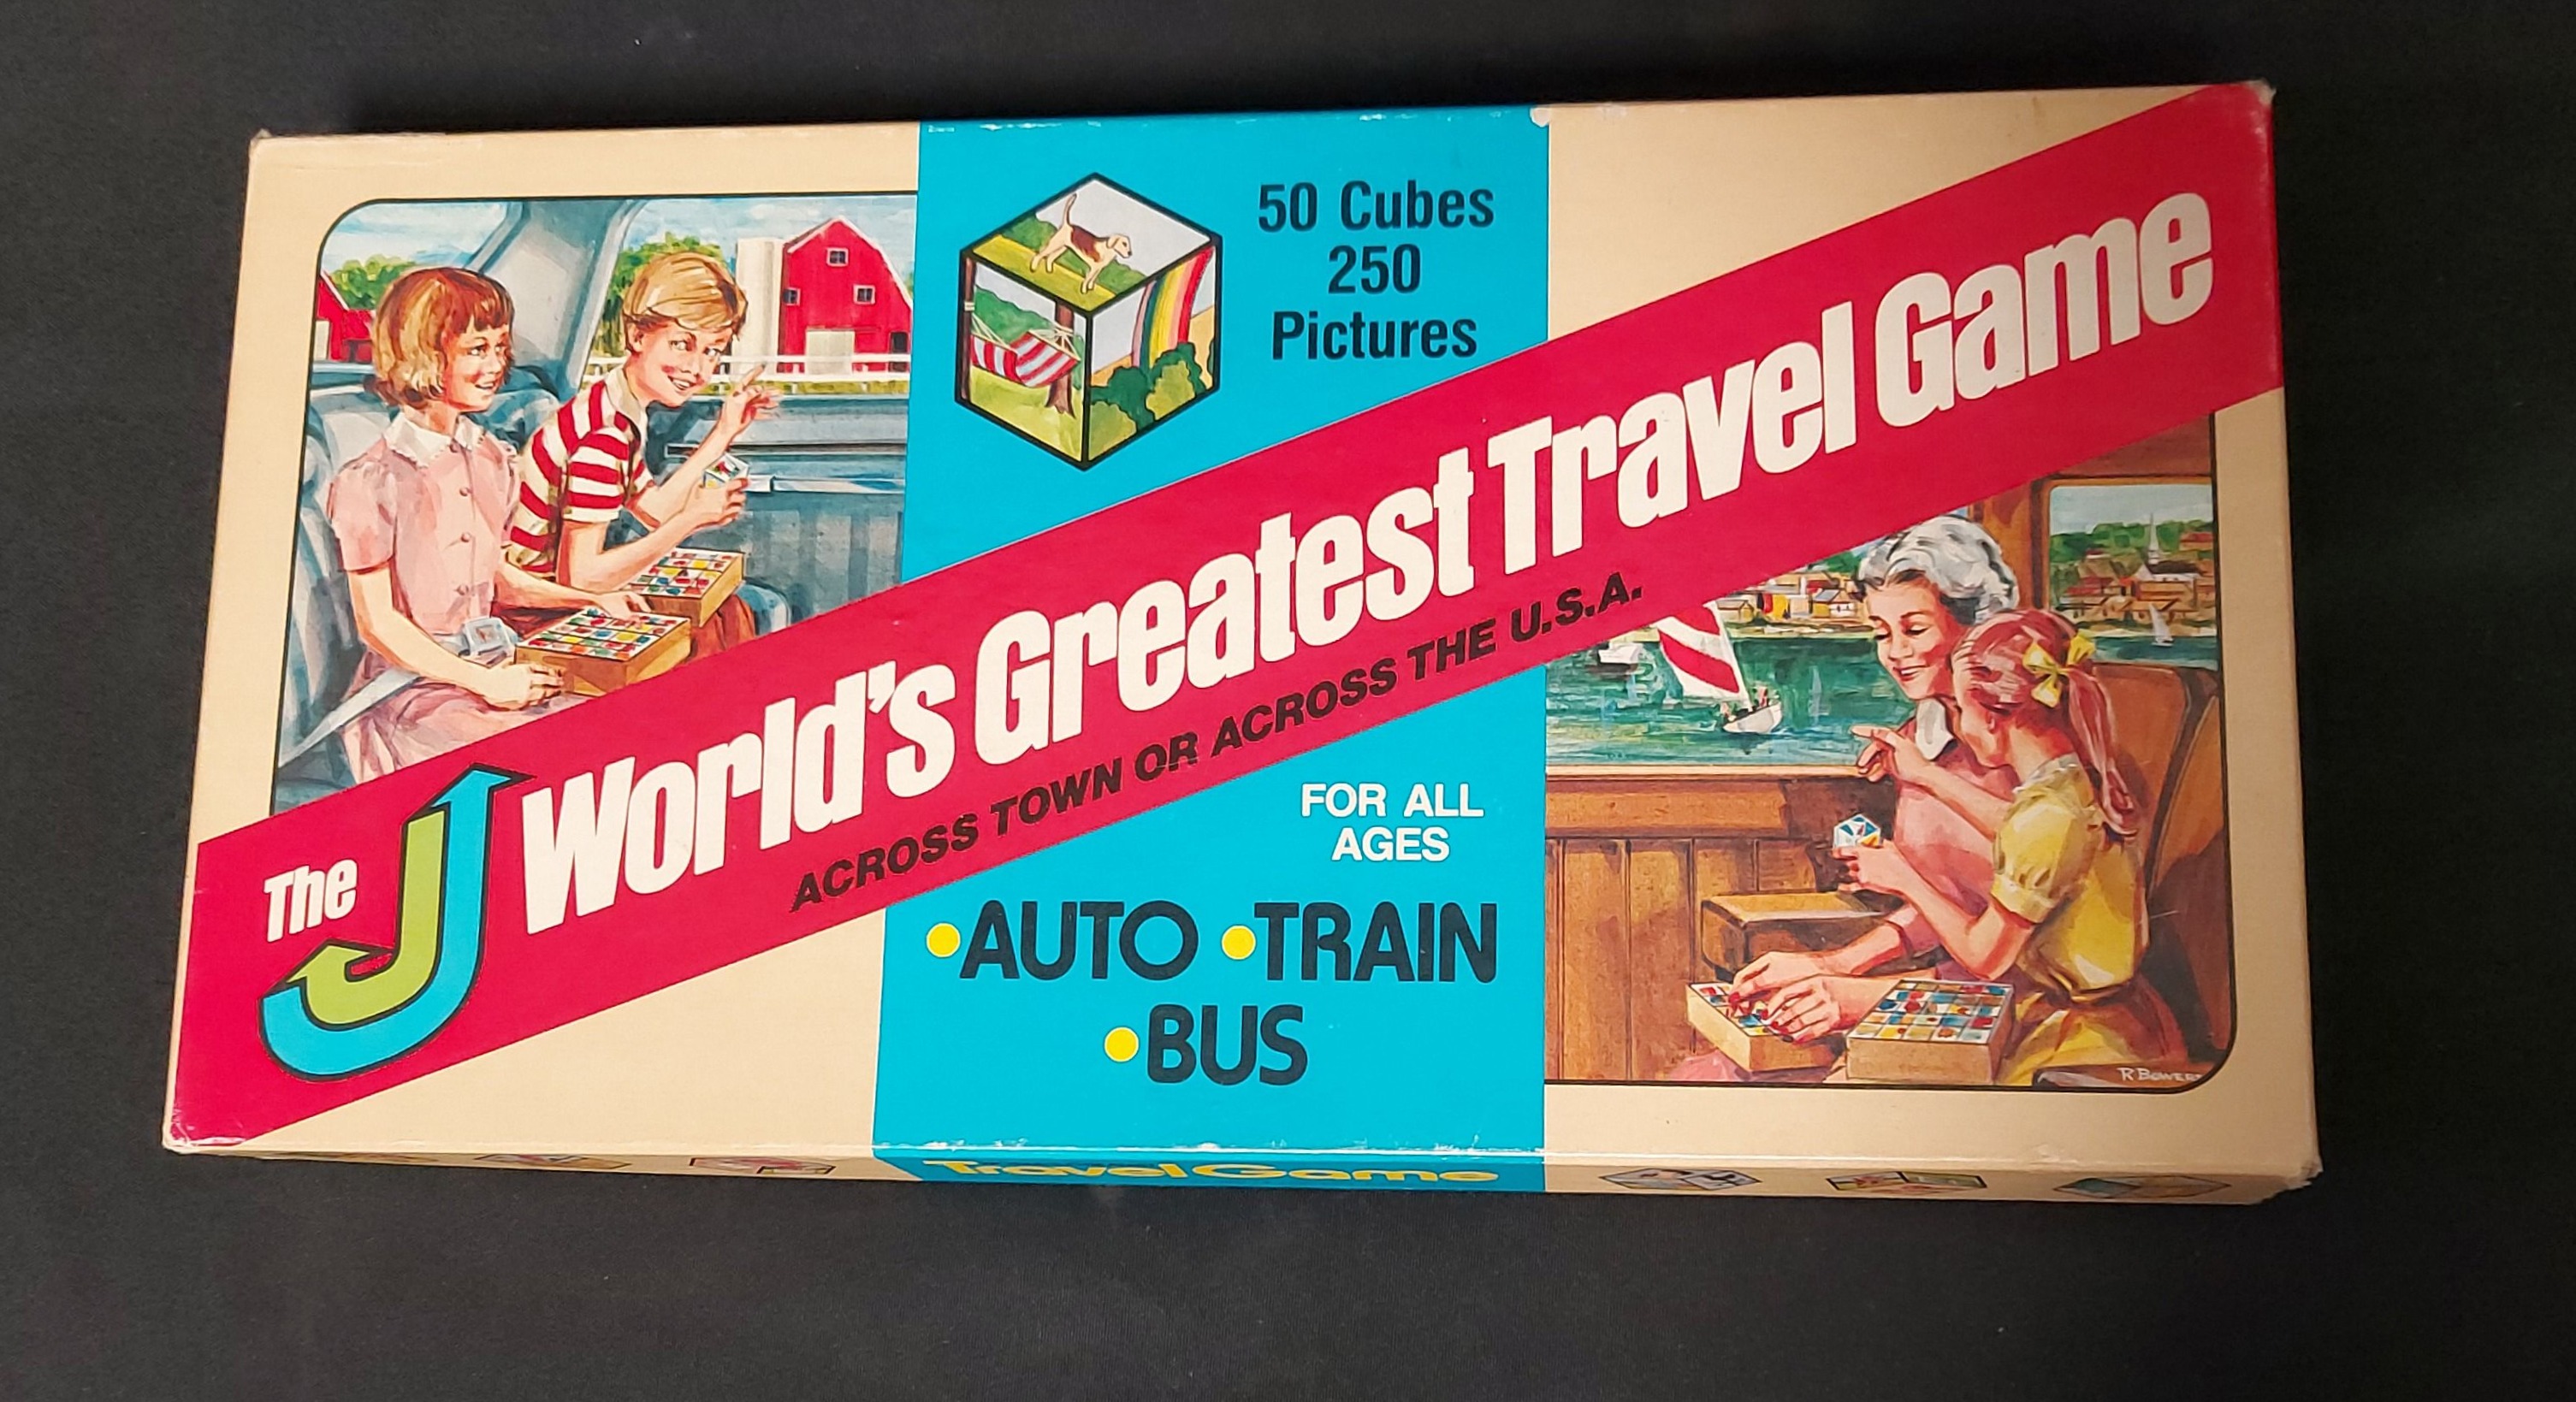 50 Cubes
250
Pictures
The J World's Greatest Travel Game
ACROSS TOWN OR ACROSS THE U.S.A.
FOR ALL
AGES
•AUTO •TRAIN
•BUS
R Bowers
Travel Game